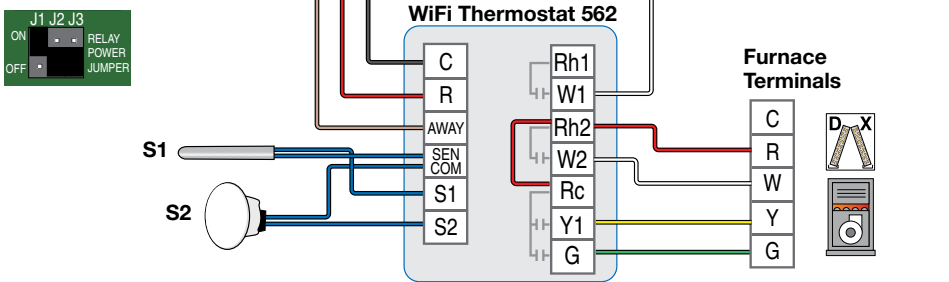 J1 J2 J3
ON
RELAY
POWER
OFF
JUMPER
WiFi Thermostat 562
C
R
AWAY
SEN
COM
S1
S2
Rh1
W1
Rh2
W2
Rc
Y1
G
S1
S2
Furnace
Terminals
C
R
W
Y
G
D X